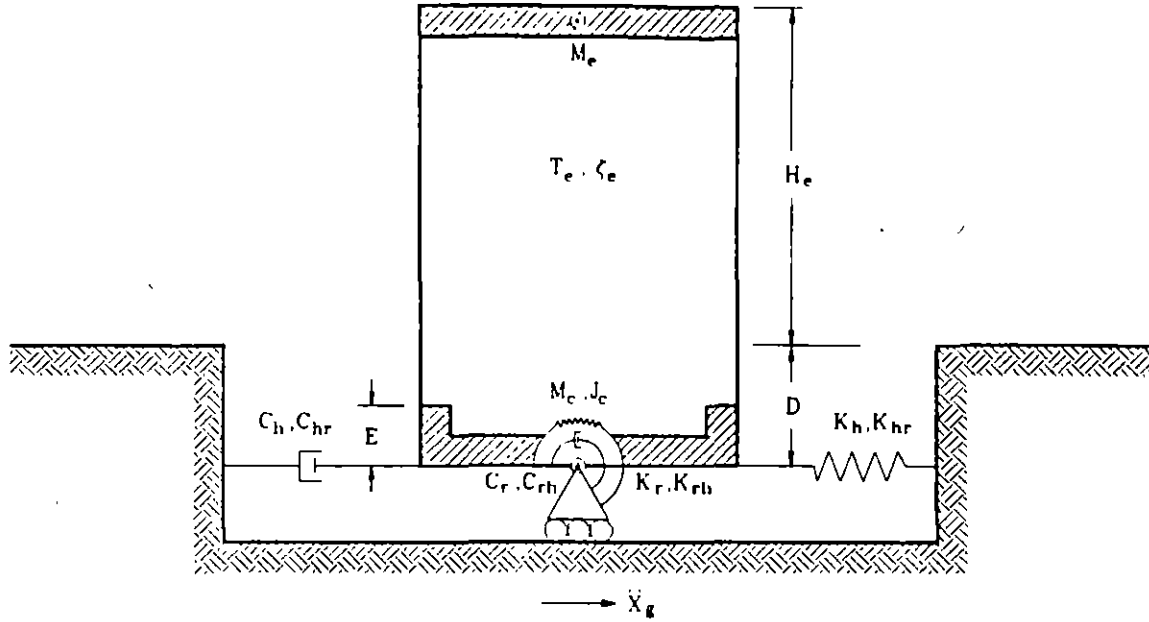 M_e
T_e , ζ_e
H_e
M_c , J_c
D
C_h , C_hr
E
K_h , K_hr
C_r , C_rh
K_r , K_rh
Ẍ_g